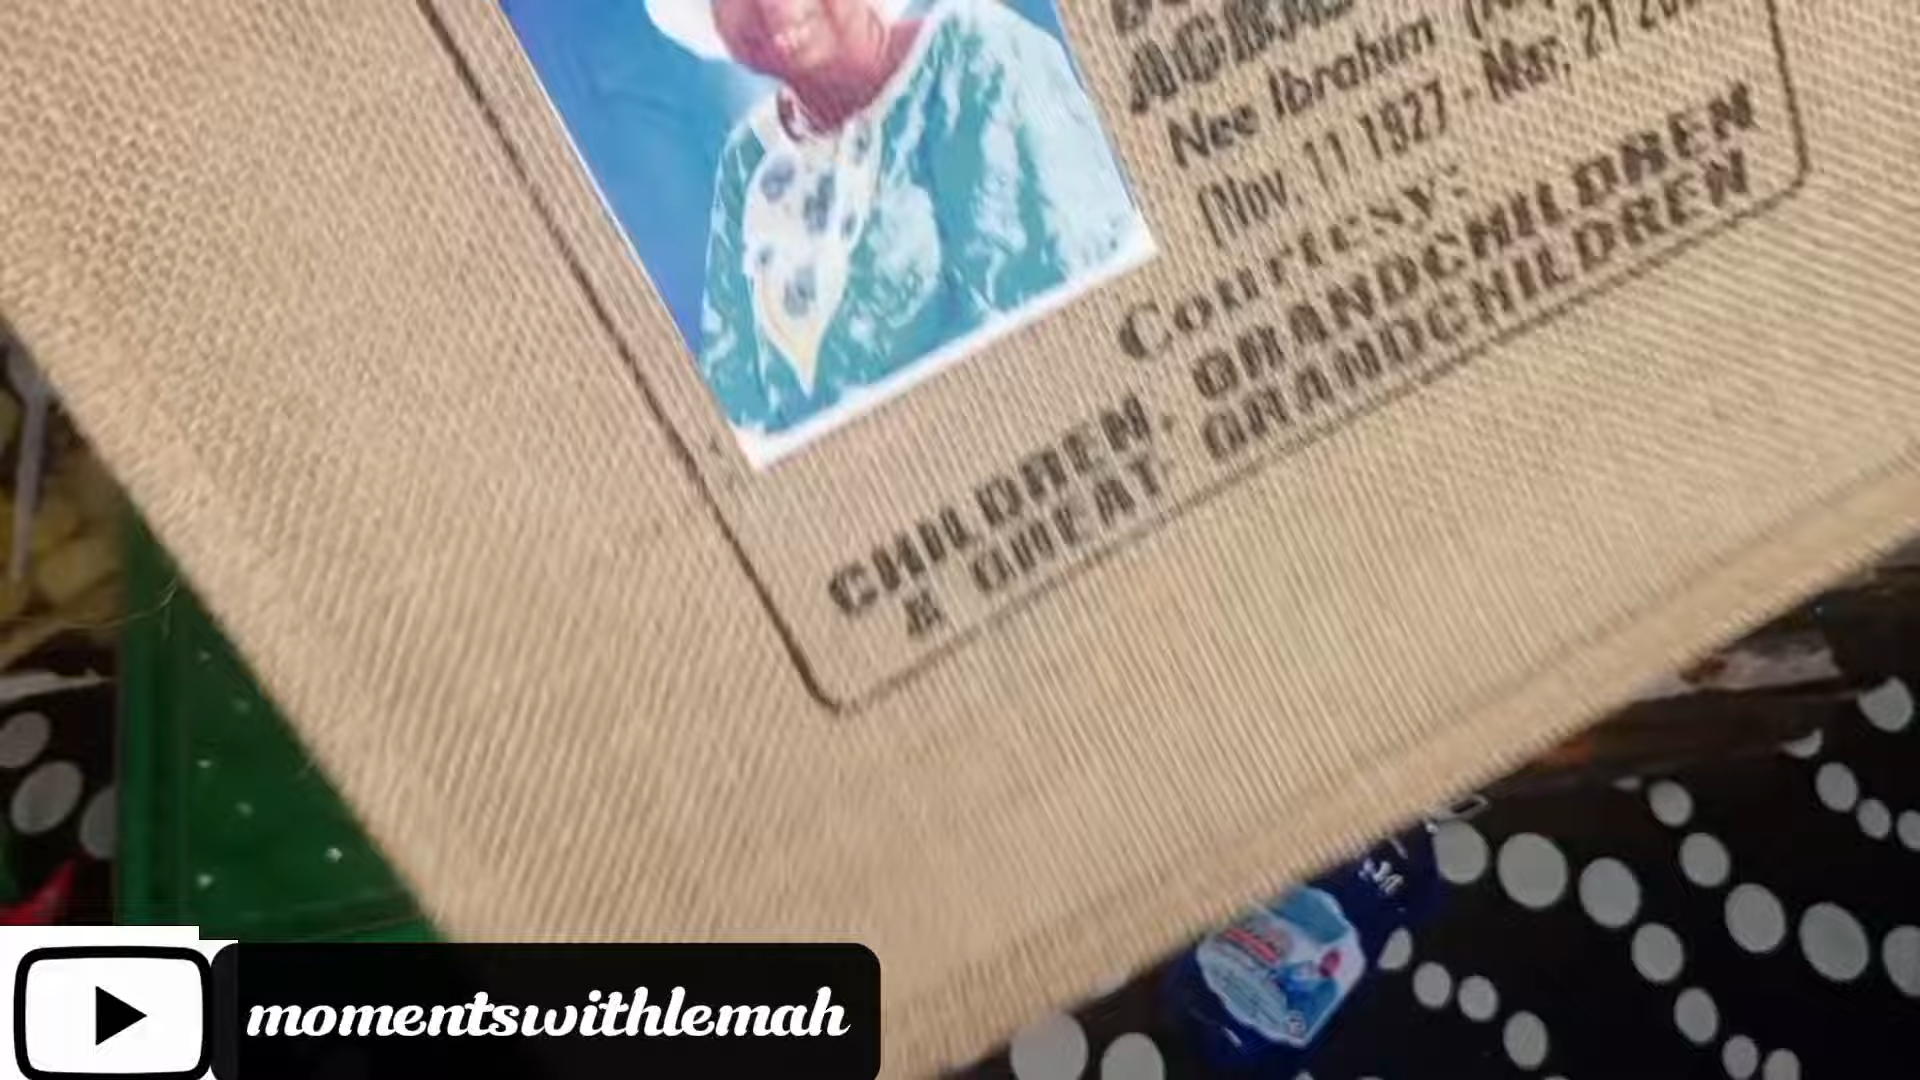 Nee Ibrahim
(Nov. 11 1927 - Mar. 21
Courtesy:
CHILDREN, GRANDCHILDREN
& GREAT GRANDCHILDREN
momentswithlemah